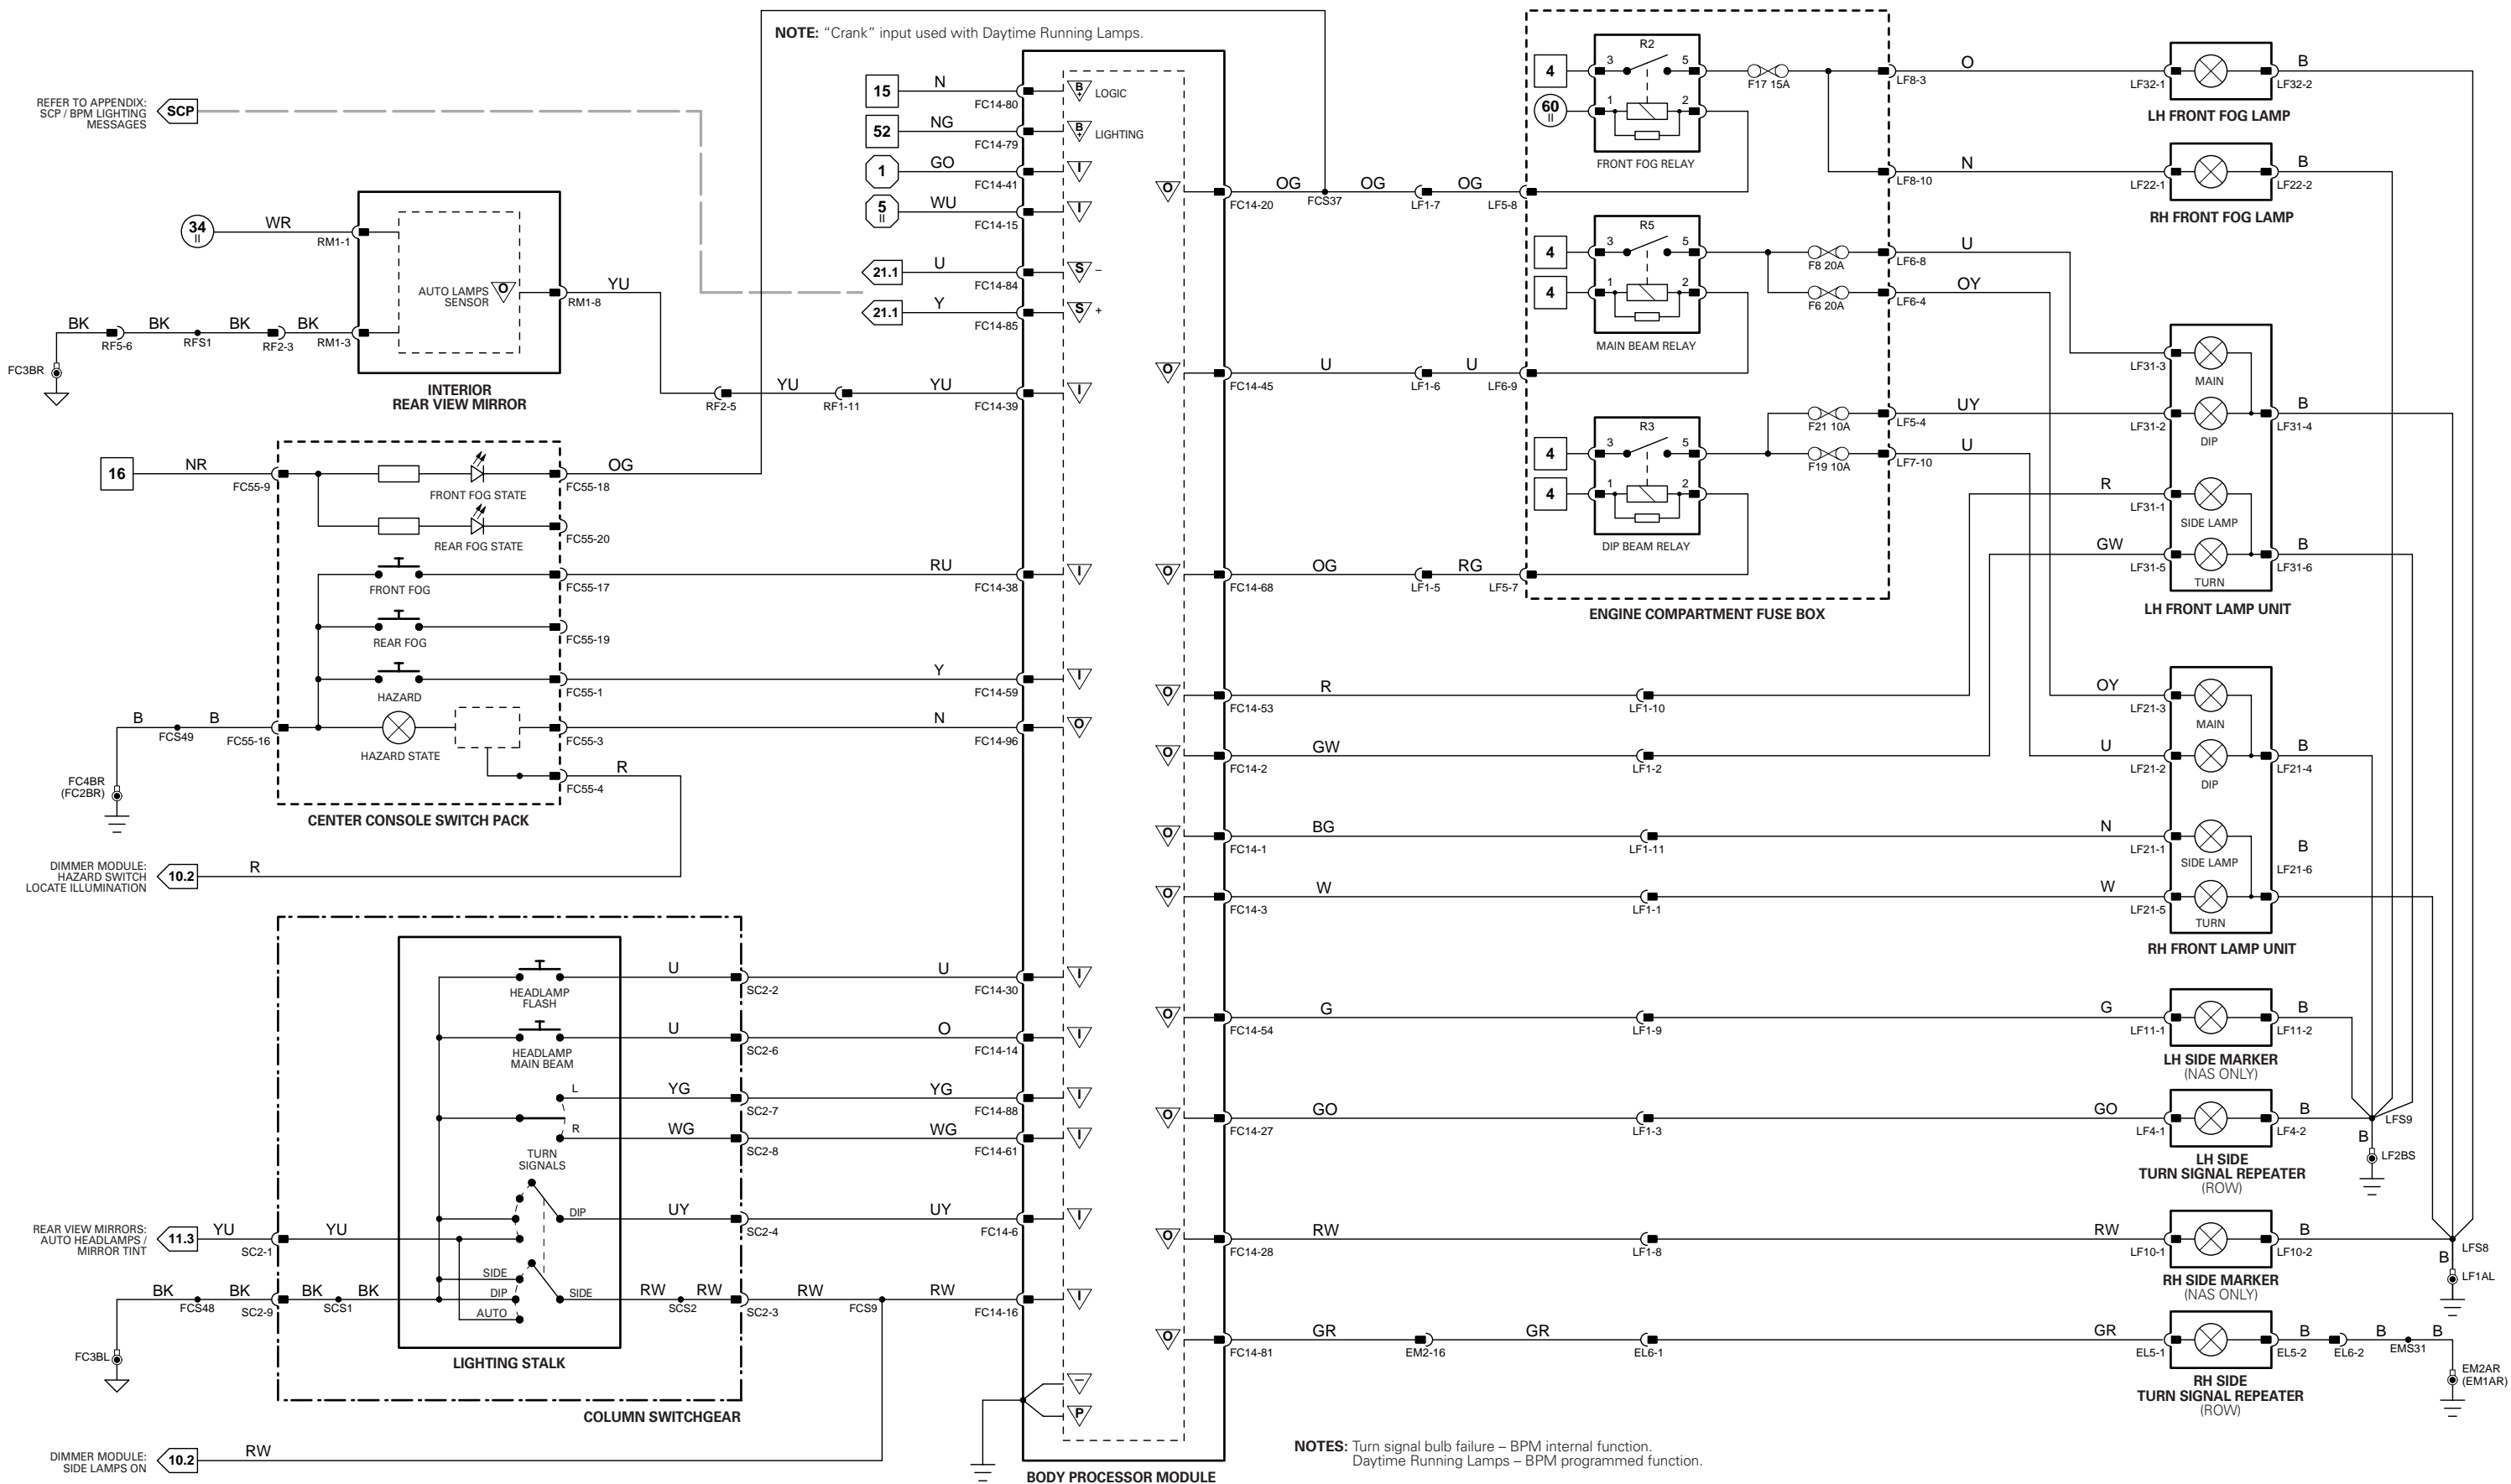 NOTE: “Crank” input used with Daytime Running Lamps.
REFER TO APPENDIX:
SCP / BPM LIGHTING
MESSAGES
SCP
34
II
WR
RM1-1
AUTO LAMPS
SENSOR
O
RM1-8
YU
BK
RF5-6
BK
RFS1
BK
RF2-3
BK
RM1-3
FC3BR
INTERIOR
REAR VIEW MIRROR
RF2-5
YU
RF1-11
YU
FC14-39
I
16
NR
FC55-9
FRONT FOG STATE
FC55-18
OG
REAR FOG STATE
FC55-20
FRONT FOG
FC55-17
RU
FC14-38
I
REAR FOG
FC55-19
HAZARD
FC55-1
Y
FC14-59
I
B
FCS49
B
FC55-16
HAZARD STATE
FC55-3
N
FC14-96
O
FC55-4
R
FC4BR
(FC2BR)
CENTER CONSOLE SWITCH PACK
DIMMER MODULE:
HAZARD SWITCH
LOCATE ILLUMINATION
10.2
R
HEADLAMP
FLASH
U
SC2-2
U
FC14-30
I
HEADLAMP
MAIN BEAM
U
SC2-6
O
FC14-14
I
L
YG
SC2-7
YG
FC14-88
I
R
WG
SC2-8
WG
FC14-61
I
TURN
SIGNALS
DIP
UY
SC2-4
UY
FC14-6
I
REAR VIEW MIRRORS:
AUTO HEADLAMPS /
MIRROR TINT
11.3
YU
SC2-1
YU
SIDE
DIP
AUTO
SIDE
BK
FCS48
BK
SC2-9
BK
SCS1
BK
RW
SCS2
RW
SC2-3
RW
FCS9
RW
FC14-16
I
FC3BL
LIGHTING STALK
COLUMN SWITCHGEAR
DIMMER MODULE:
SIDE LAMPS ON
10.2
RW
15
N
FC14-80
B
+
LOGIC
52
NG
FC14-79
B
+
LIGHTING
1
GO
FC14-41
I
5
II
WU
FC14-15
I
21.1
U
FC14-84
S
–
21.1
Y
FC14-85
S
+
–
P
BODY PROCESSOR MODULE
O
FC14-20
OG
FCS37
OG
LF1-7
OG
LF5-8
O
FC14-45
U
LF1-6
U
LF6-9
O
FC14-68
OG
LF1-5
RG
LF5-7
O
FC14-53
R
LF1-10
O
FC14-2
GW
LF1-2
O
FC14-1
BG
LF1-11
N
O
FC14-3
W
LF1-1
W
O
FC14-54
G
LF1-9
G
O
FC14-27
GO
LF1-3
GO
O
FC14-28
RW
LF1-8
RW
O
FC14-81
GR
EM2-16
GR
EL6-1
GR
R2
4
3
5
60
II
1
2
FRONT FOG RELAY
F17 15A
LF8-3
O
LF8-10
N
R5
4
3
5
4
1
2
MAIN BEAM RELAY
F8 20A
LF6-8
U
F6 20A
LF6-4
OY
R3
4
3
5
4
1
2
DIP BEAM RELAY
F21 10A
LF5-4
UY
F19 10A
LF7-10
U
ENGINE COMPARTMENT FUSE BOX
LF32-1
LF32-2
B
LH FRONT FOG LAMP
LF22-1
LF22-2
B
RH FRONT FOG LAMP
LF31-3
MAIN
LF31-2
DIP
LF31-4
B
R
LF31-1
SIDE LAMP
GW
LF31-5
TURN
LF31-6
B
LH FRONT LAMP UNIT
OY
LF21-3
MAIN
U
LF21-2
DIP
LF21-4
B
LF21-1
SIDE LAMP
B
LF21-6
LF21-5
TURN
RH FRONT LAMP UNIT
LF11-1
LF11-2
B
LH SIDE MARKER
(NAS ONLY)
LF4-1
LF4-2
B
LFS9
B
LF2BS
LH SIDE
TURN SIGNAL REPEATER
(ROW)
LF10-1
LF10-2
B
LFS8
B
LF1AL
RH SIDE MARKER
(NAS ONLY)
EL5-1
EL5-2
B
EL6-2
B
EMS31
B
EM2AR
(EM1AR)
RH SIDE
TURN SIGNAL REPEATER
(ROW)
NOTES: Turn signal bulb failure – BPM internal function.
Daytime Running Lamps – BPM programmed function.